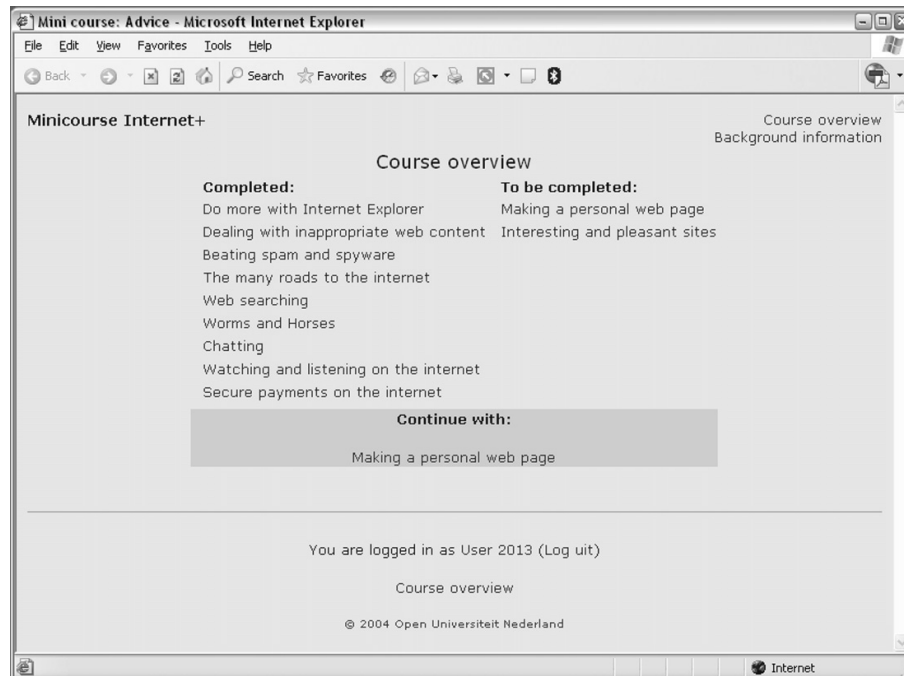 Mini course: Advice - Microsoft Internet Explorer
File Edit View Favorites Tools Help
Back Search Favorites
Minicourse Internet+
Course overview
Background information
Course overview
Completed:
Do more with Internet Explorer
Dealing with inappropriate web content
Beating spam and spyware
The many roads to the internet
Web searching
Worms and Horses
Chatting
Watching and listening on the internet
Secure payments on the internet
To be completed:
Making a personal web page
Interesting and pleasant sites
Continue with:
Making a personal web page
You are logged in as User 2013 (Log uit)
Course overview
© 2004 Open Universiteit Nederland
Internet